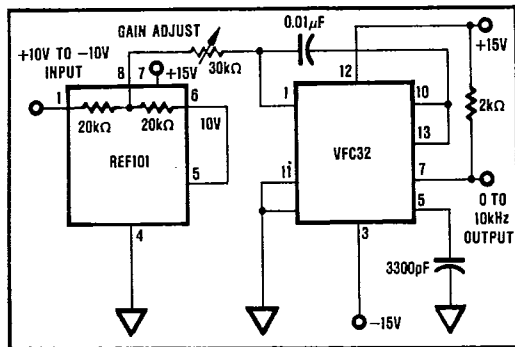 GAIN ADJUST
0.01µF
+10V TO −10V
INPUT
8
7
+15V
30kΩ
12
+15V
1
6
20kΩ
20kΩ
10V
REF101
5
4
1
10
13
VFC32
11
7
5
3
2kΩ
0 TO
10kHz
OUTPUT
3300pF
−15V